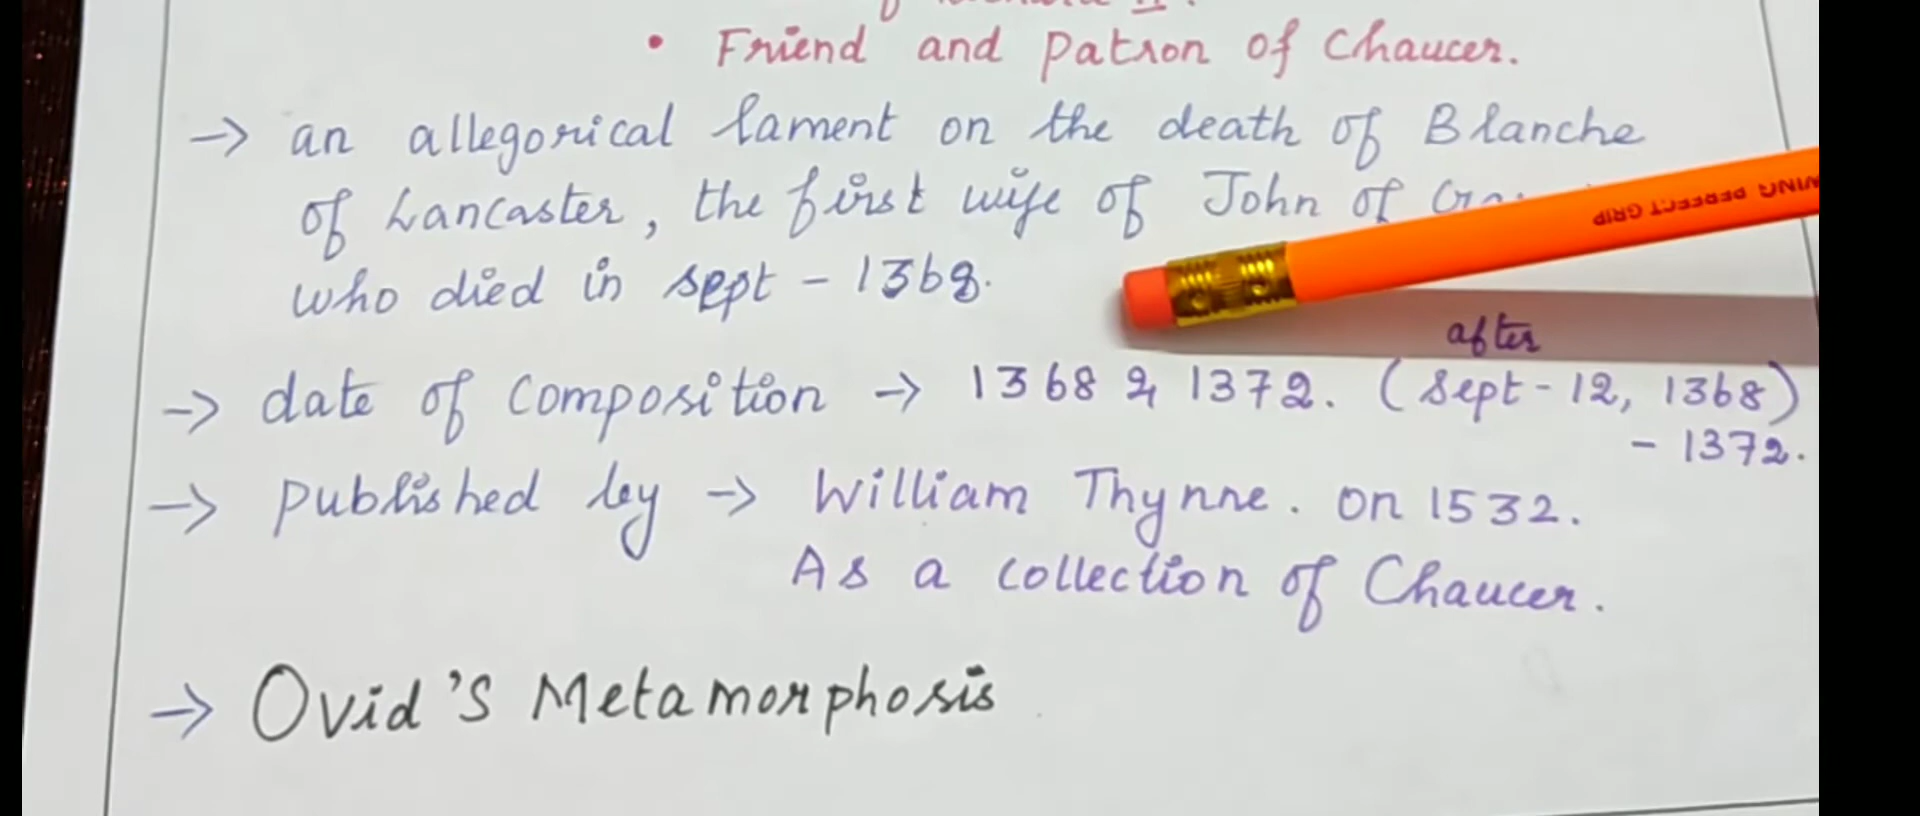 • Friend and patron of Chaucer.
→ an allegorical lament on the death of Blanche
of Lancaster, the first wife of John of
who died in sept - 1368.
after
→ date of composition → 1368 & 1372. (Sept - 12, 1368)
- 1372.
→ published by → William Thynne. on 1532.
As a collection of Chaucer.
→ Ovid's Metamorphosis
PERFECT GRIP